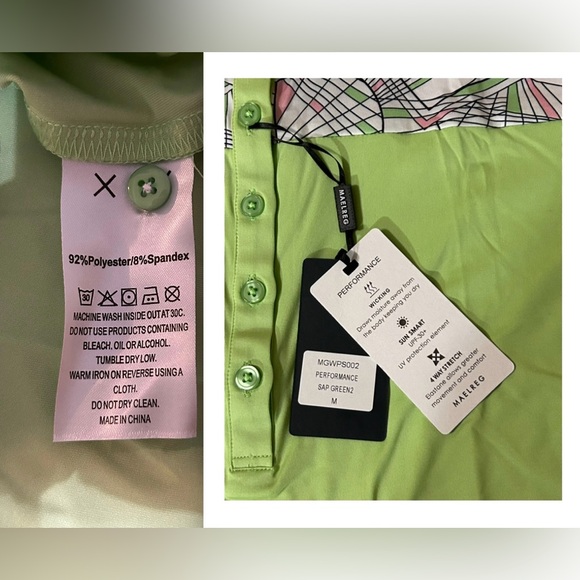 92%Polyester/8%Spandex
30
MACHINE WASH INSIDE OUT AT 30C.
DO NOT USE PRODUCTS CONTAINING
BLEACH. OIL OR ALCOHOL.
TUMBLE DRY LOW.
WARM IRON ON REVERSE USING A
CLOTH.
DO NOT DRY CLEAN.
MADE IN CHINA
MAELREG
PERFORMANCE
WICKING
Draws moisture away from
the body keeping you dry
SUN SMART
UPF-30+
UV protection element
4 WAY STRETCH
Elastane allows greater
movement and comfort
MAELREG
MGWPS002
PERFORMANCE
SAP GREEN2
M